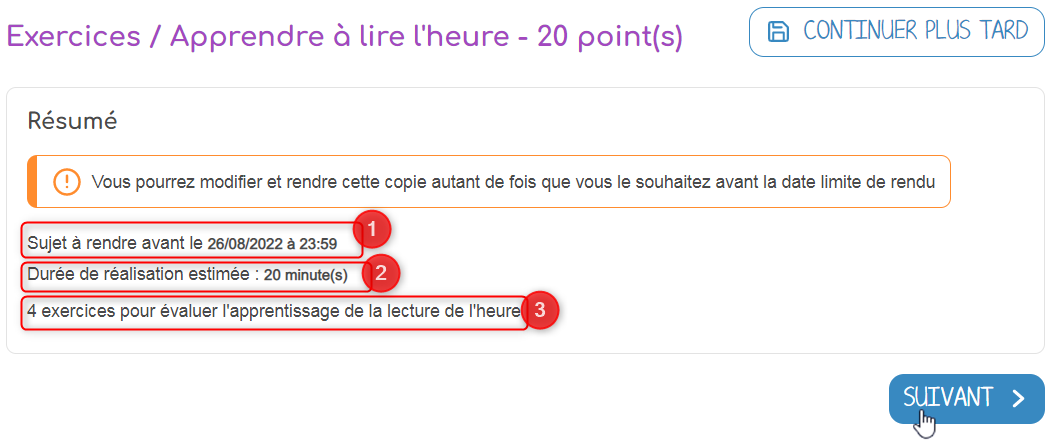 Exercices / Apprendre à lire l'heure - 20 point(s)
CONTINUER PLUS TARD
Résumé
Vous pourrez modifier et rendre cette copie autant de fois que vous le souhaitez avant la date limite de rendu
Sujet à rendre avant le 26/08/2022 à 23:59
1
Durée de réalisation estimée : 20 minute(s)
2
4 exercices pour évaluer l'apprentissage de la lecture de l'heure
3
SUIVANT